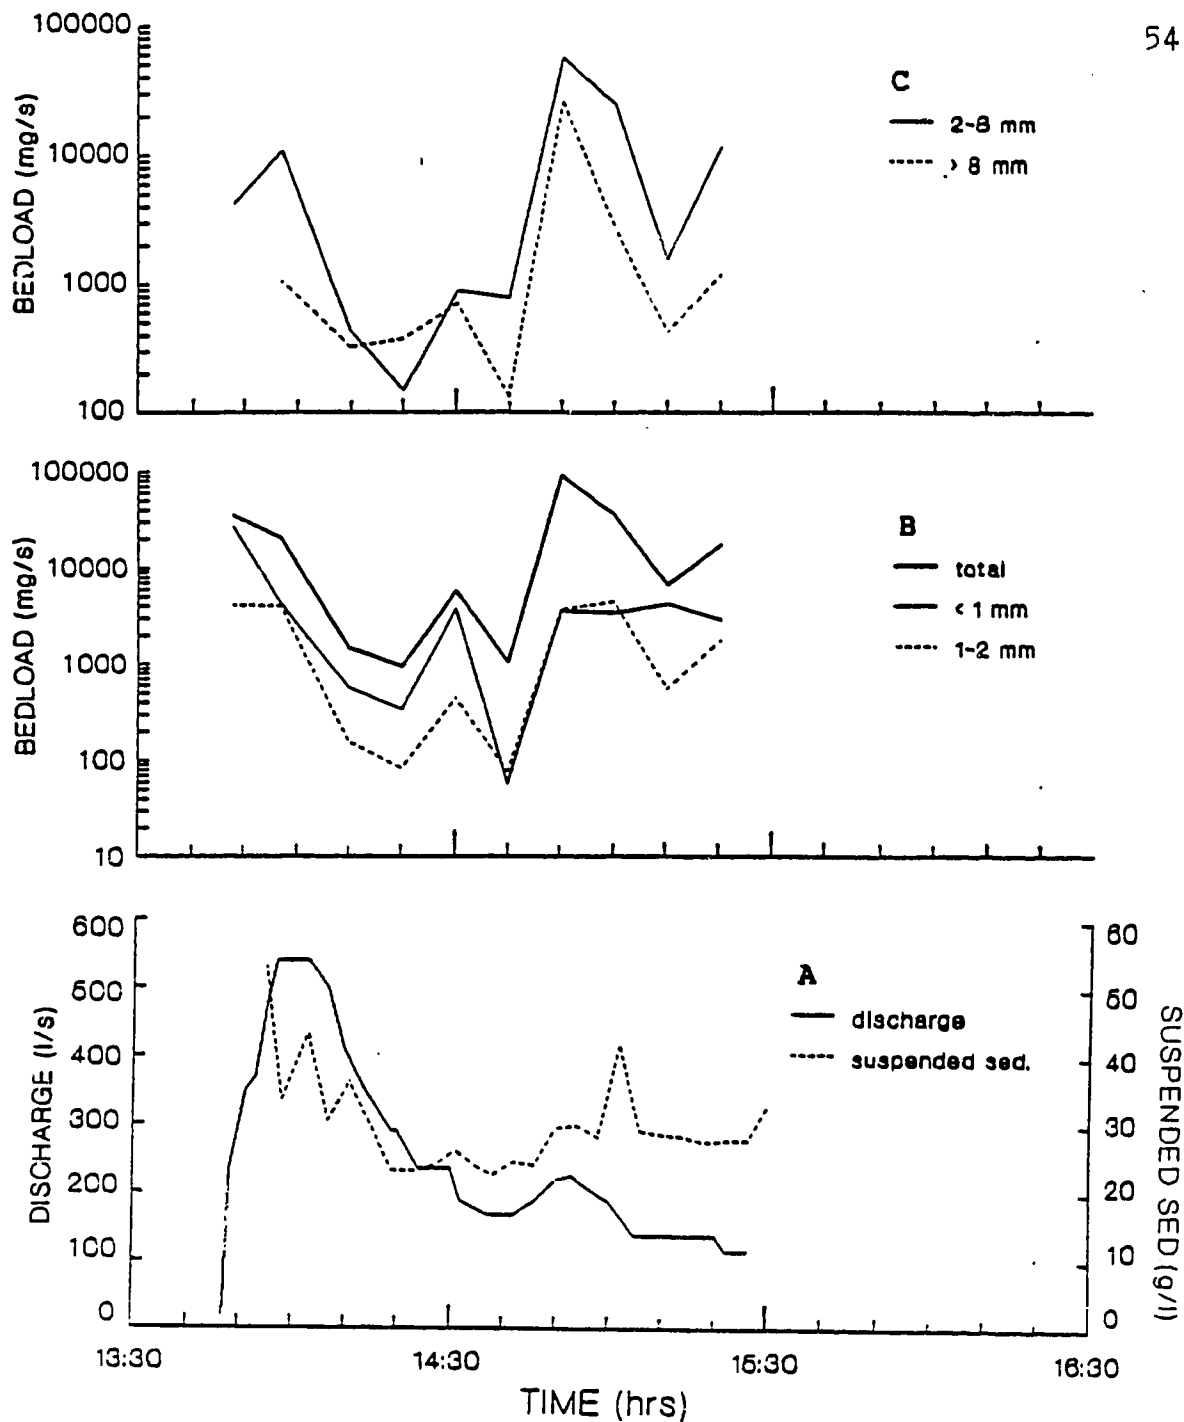 54
100000
10000
1000
100
BEDLOAD (mg/s)
C
2-8 mm
> 8 mm
100000
10000
1000
100
10
BEDLOAD (mg/s)
B
total
< 1 mm
1-2 mm
600
500
400
300
200
100
0
DISCHARGE (l/s)
A
discharge
suspended sed.
60
50
40
30
20
10
0
SUSPENDED SED (g/l)
13:30
14:30
15:30
16:30
TIME (hrs)